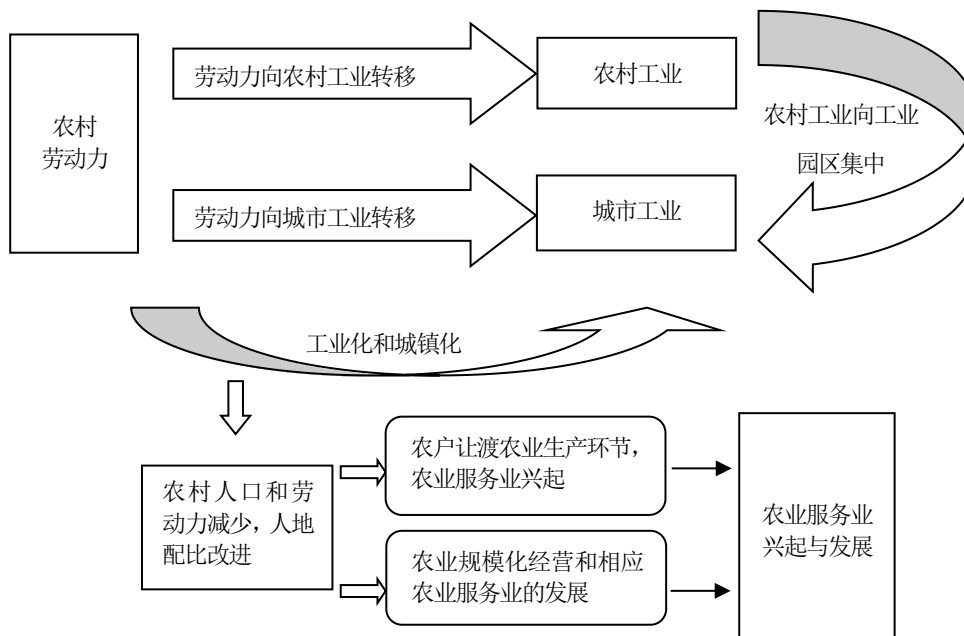 农村
劳动力
劳动力向农村工业转移
农村工业
农村工业向工业
园区集中
劳动力向城市工业转移
城市工业
工业化和城镇化
农村人口和劳
动力减少，人地
配比改进
农户让渡农业生产环节，
农业服务业兴起
农业规模化经营和相应
农业服务业的发展
农业服务业
兴起与发展